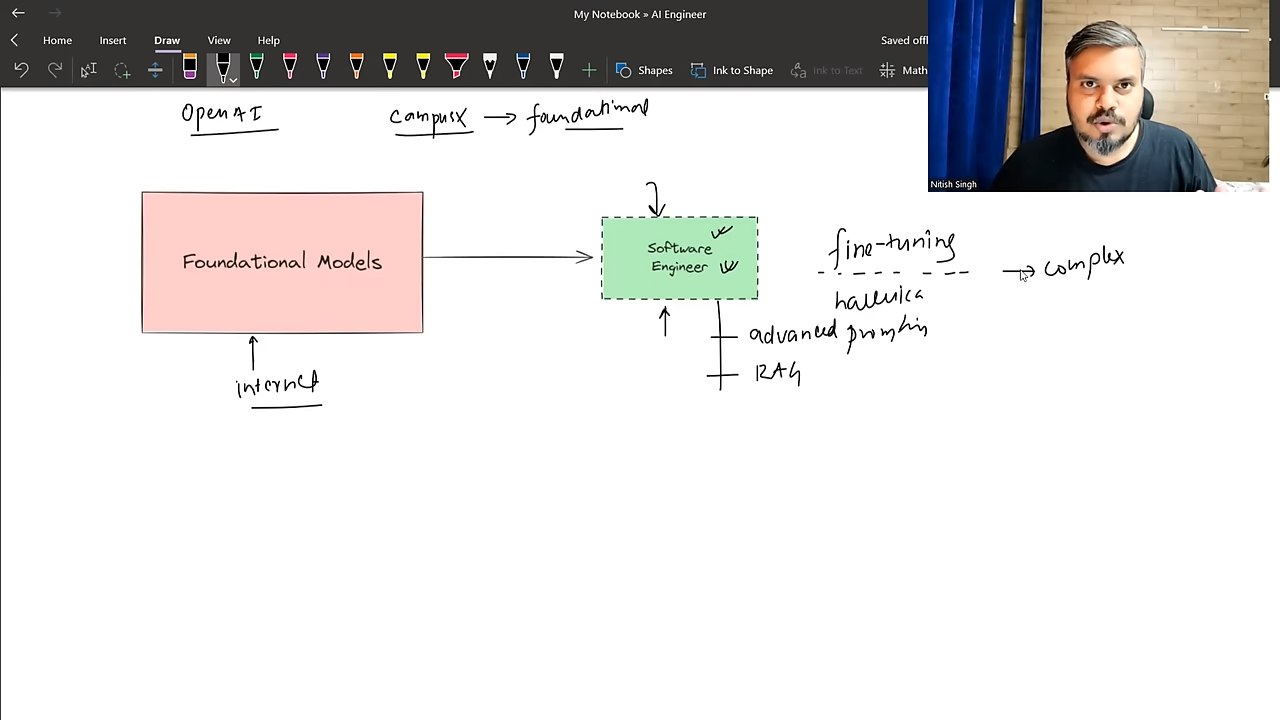 My Notebook » AI Engineer
Home Insert Draw View Help
Saved offl
Shapes Ink to Shape Ink to Text Math
OpenAI campusx → foundational
Nitish Singh
Foundational Models
Software
Engineer
fine-tuning
→ complex
hallucica
advanced promptin
RAG
internet